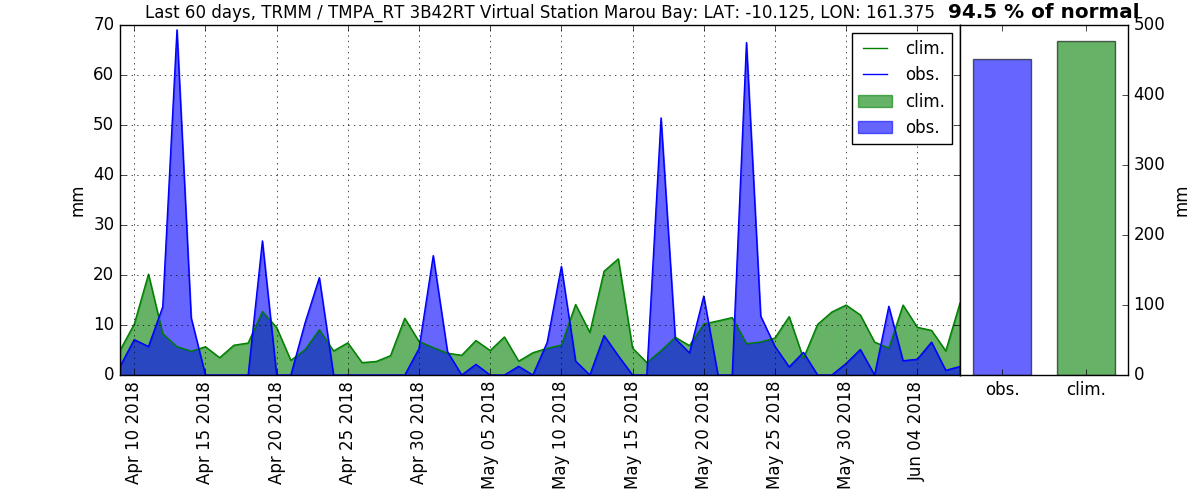 Last 60 days, TRMM / TMPA_RT 3B42RT Virtual Station Marou Bay: LAT: -10.125, LON: 161.375
94.5 % of normal
70
60
50
40
30
20
10
0
mm
clim.
obs.
clim.
obs.
Apr 10 2018
Apr 15 2018
Apr 20 2018
Apr 25 2018
Apr 30 2018
May 05 2018
May 10 2018
May 15 2018
May 20 2018
May 25 2018
May 30 2018
Jun 04 2018
500
400
300
200
100
0
mm
obs.
clim.